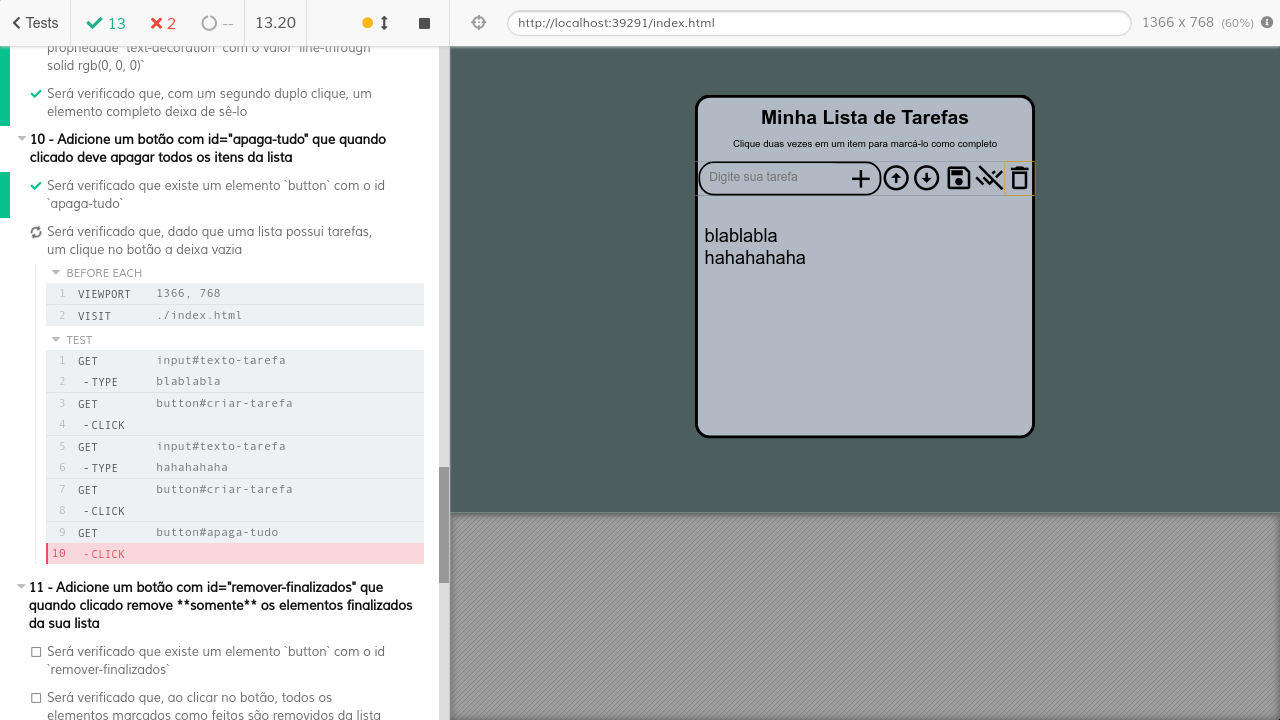 Tests
13
2
--
13.20
http://localhost:39291/index.html
1366 x 768 (60%)
propriedade `text-decoration` com o valor `line-through
solid rgb(0, 0, 0)`
Será verificado que, com um segundo duplo clique, um
elemento completo deixa de sê-lo
10 - Adicione um botão com id="apaga-tudo" que quando
clicado deve apagar todos os itens da lista
Será verificado que existe um elemento `button` com o id
`apaga-tudo`
Será verificado que, dado que uma lista possui tarefas,
um clique no botão a deixa vazia
BEFORE EACH
1 VIEWPORT 1366, 768
2 VISIT ./index.html
TEST
1 GET input#texto-tarefa
2 -TYPE blablabla
3 GET button#criar-tarefa
4 -CLICK
5 GET input#texto-tarefa
6 -TYPE hahahahaha
7 GET button#criar-tarefa
8 -CLICK
9 GET button#apaga-tudo
10 -CLICK
11 - Adicione um botão com id="remover-finalizados" que
quando clicado remove **somente** os elementos finalizados
da sua lista
Será verificado que existe um elemento `button` com o id
`remover-finalizados`
Será verificado que, ao clicar no botão, todos os
elementos marcados como feitos são removidos da lista
Minha Lista de Tarefas
Clique duas vezes em um item para marcá-lo como completo
Digite sua tarefa
blablabla
hahahahaha